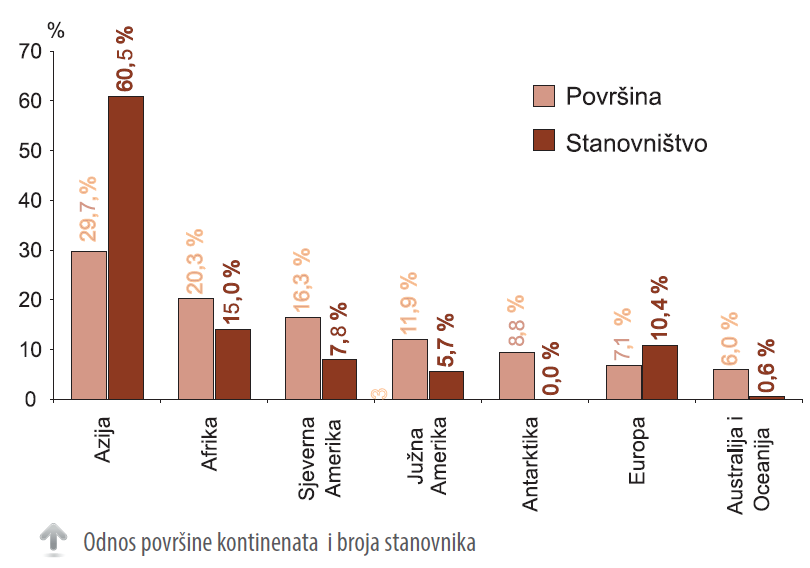 %
70
60
50
40
30
20
10
0
29,7,%
60,5 %
20,3 %
15,0 %
16,3 %
7,8 %
11,9 %
5,7 %
8,8 %
0,0 %
7,1 %
10,4 %
6,0 %
0,6 %
3
Površina
Stanovništvo
Azija
Afrika
Sjeverna
Amerika
Južna
Amerika
Antarktika
Europa
Australija i
Oceanija
Odnos površine kontinenata i broja stanovnika